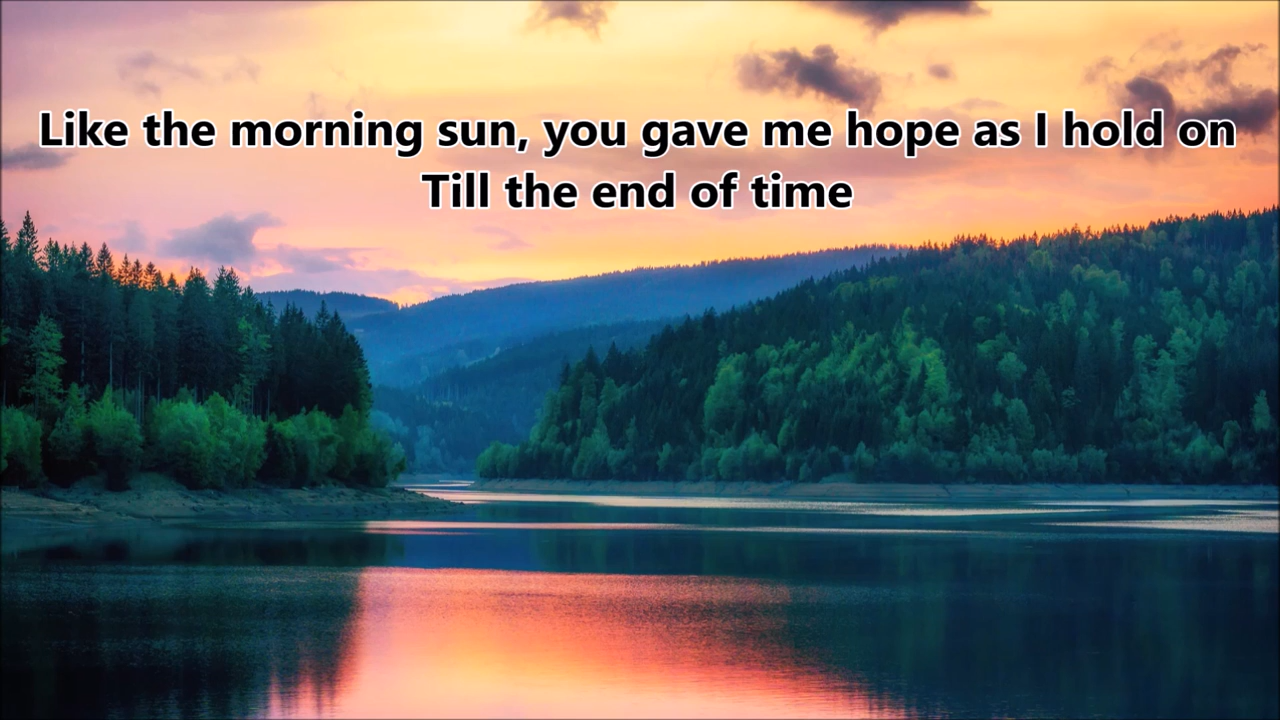 Like the morning sun, you gave me hope as I hold on
Till the end of time